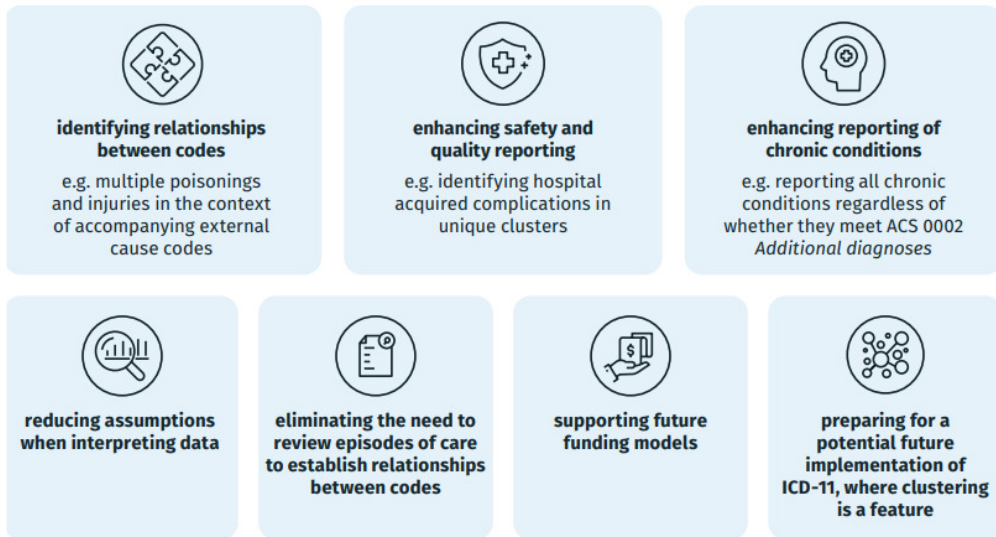 identifying relationships
between codes
e.g. multiple poisonings
and injuries in the context
of accompanying external
cause codes
enhancing safety and
quality reporting
e.g. identifying hospital
acquired complications in
unique clusters
enhancing reporting of
chronic conditions
e.g. reporting all chronic
conditions regardless of
whether they meet ACS 0002
Additional diagnoses
reducing assumptions
when interpreting data
eliminating the need to
review episodes of care
to establish relationships
between codes
$
supporting future
funding models
preparing for a
potential future
implementation of
ICD-11, where clustering
is a feature